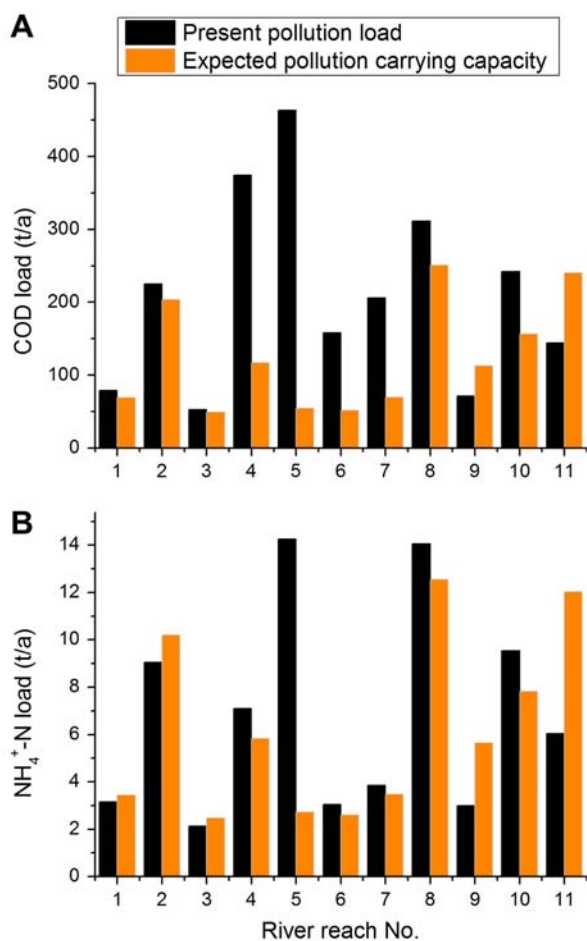 A
Present pollution load
Expected pollution carrying capacity
500
400
300
200
100
0
COD load (t/a)
1 2 3 4 5 6 7 8 9 10 11
B
14
12
10
8
6
4
2
0
NH₄⁺-N load (t/a)
1 2 3 4 5 6 7 8 9 10 11
River reach No.